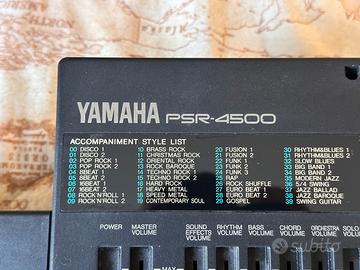 YAMAHA PSR-4500
ACCOMPANIMENT STYLE LIST
00 DISCO 1 10 BRASS ROCK 20 FUSION 1 30 RHYTHM&BLUES 1
01 DISCO 2 11 CHRISTMAS ROCK 21 FUSION 2 31 RHYTHM&BLUES 2
02 POP ROCK 1 12 ORIENTAL ROCK 22 FUNK 1 32 SLOW BLUES
03 POP ROCK 2 13 ROCK BAROQUE 23 FUNK 2 33 BIG BAND 1
04 8BEAT 1 14 TECHNO ROCK 1 24 FUNK 3 34 BIG BAND 2
05 8BEAT 2 15 TECHNO ROCK 2 25 RAP 35 MODERN JAZZ
06 16BEAT 1 16 HARD ROCK 26 ROCK SHUFFLE 36 5/4 SWING
07 16BEAT 2 17 HEAVY METAL 27 EURO BEAT 1 37 JAZZ BALLAD
08 ROCK'N'ROLL 1 18 SLOW ROCK 28 EURO BEAT 2 38 JAZZ BAROQUE
09 ROCK'N'ROLL 2 19 CONTEMPORARY SOUL 29 GOSPEL 39 SWING GUITAR
POWER MASTER VOLUME SOUND EFFECTS VOLUME RHYTHM VOLUME BASS VOLUME CHORD VOLUME ORCHESTRA VOLUME SOLO
MAX
subito